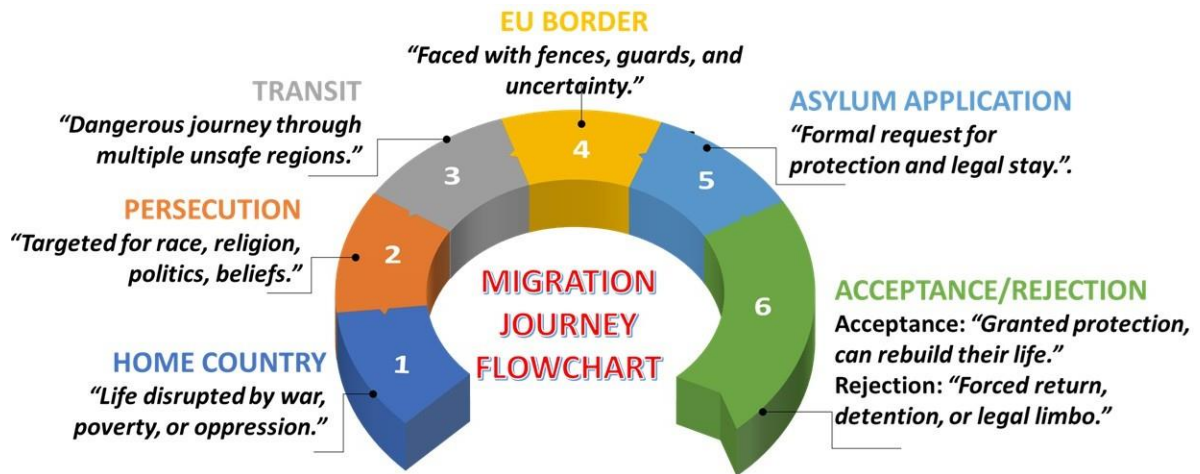 EU BORDER
“Faced with fences, guards, and
uncertainty.”
TRANSIT
“Dangerous journey through
multiple unsafe regions.”
ASYLUM APPLICATION
“Formal request for
protection and legal stay.”.
PERSECUTION
“Targeted for race, religion,
politics, beliefs.”
HOME COUNTRY
“Life disrupted by war,
poverty, or oppression.”
1
2
3
4
5
6
MIGRATION
JOURNEY
FLOWCHART
ACCEPTANCE/REJECTION
Acceptance: “Granted protection,
can rebuild their life.”
Rejection: “Forced return,
detention, or legal limbo.”